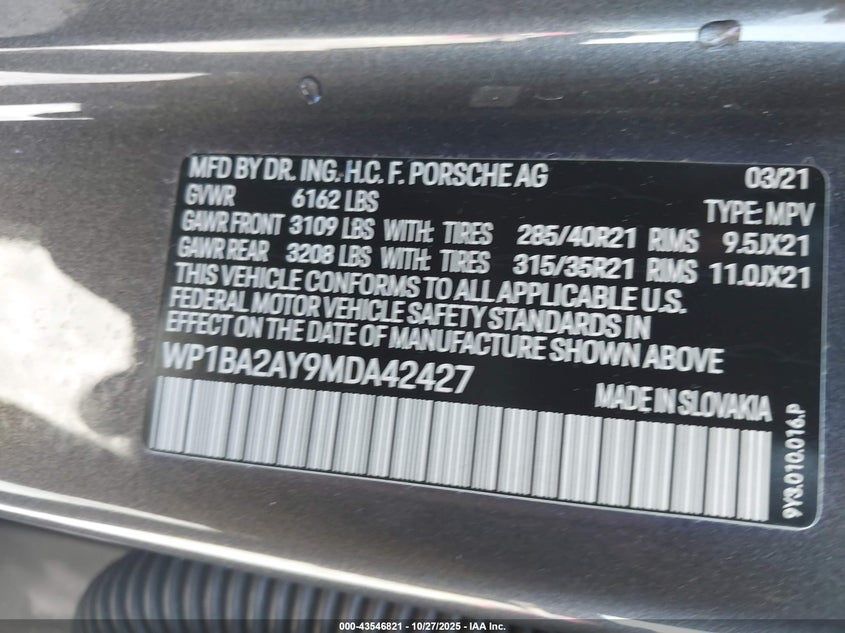 MFD BY DR. ING. H.C. F. PORSCHE AG 03/21
GVWR 6162 LBS TYPE: MPV
GAWR FRONT 3109 LBS WITH: TIRES 285/40R21 RIMS 9.5JX21
GAWR REAR 3208 LBS WITH: TIRES 315/35R21 RIMS 11.0JX21
THIS VEHICLE CONFORMS TO ALL APPLICABLE U.S.
FEDERAL MOTOR VEHICLE SAFETY STANDARDS IN
EFFECT ON THE DATE OF MANUFACTURE SHOWN ABOVE
WP1BA2AY9MDA42427
MADE IN SLOVAKIA
9Y3.010.016.P
000-43546821 - 10/27/2025 - WWW.IAAI.COM